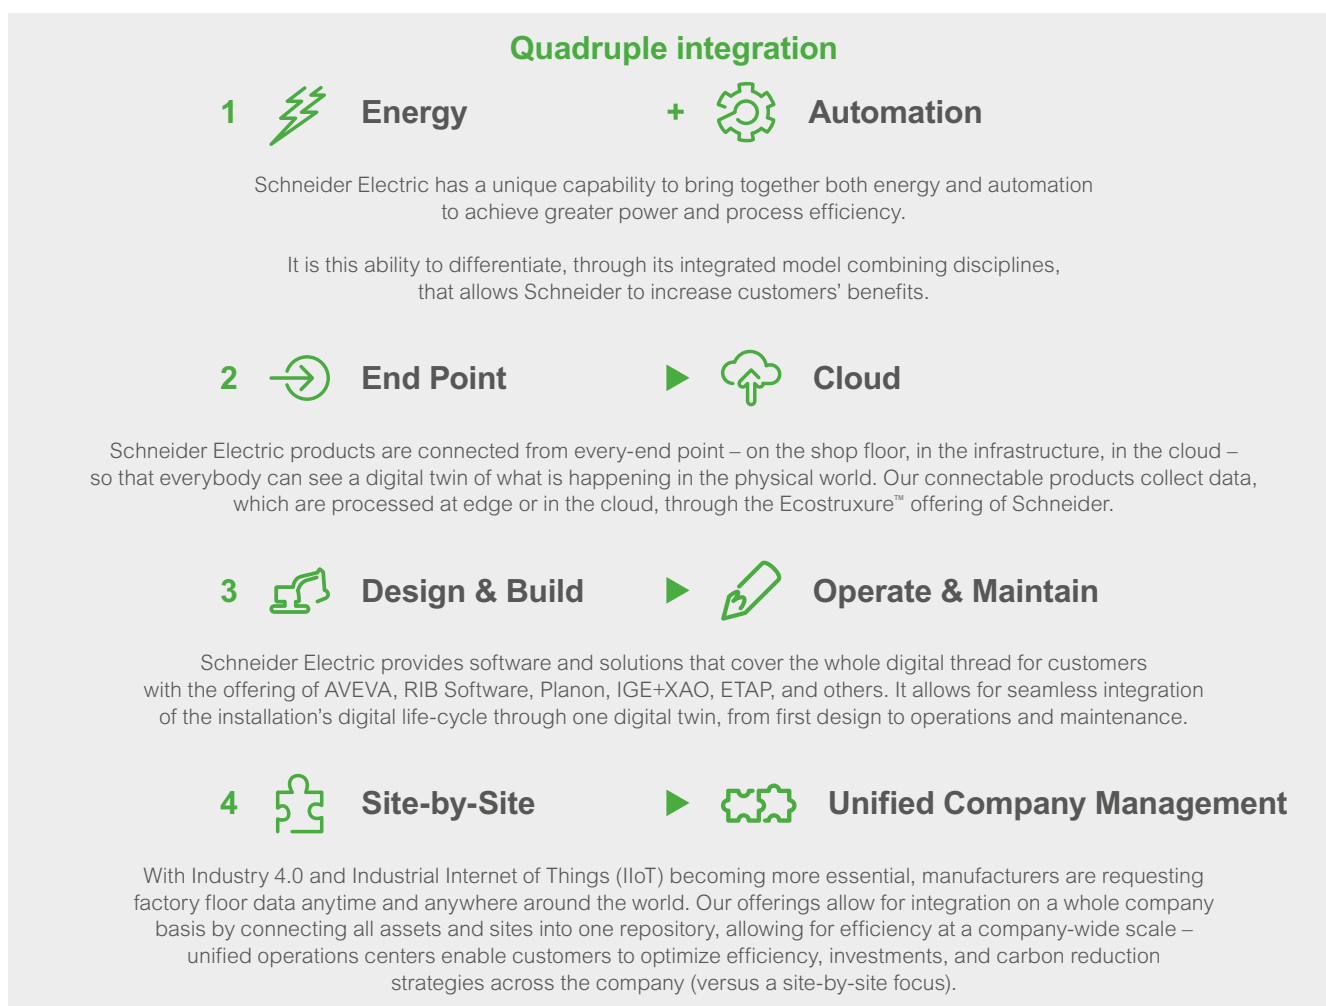 Quadruple integration
1 Energy + Automation
Schneider Electric has a unique capability to bring together both energy and automation
to achieve greater power and process efficiency.
It is this ability to differentiate, through its integrated model combining disciplines,
that allows Schneider to increase customers’ benefits.
2 End Point Cloud
Schneider Electric products are connected from every-end point – on the shop floor, in the infrastructure, in the cloud –
so that everybody can see a digital twin of what is happening in the physical world. Our connectable products collect data,
which are processed at edge or in the cloud, through the Ecostruxure™ offering of Schneider.
3 Design & Build Operate & Maintain
Schneider Electric provides software and solutions that cover the whole digital thread for customers
with the offering of AVEVA, RIB Software, Planon, IGE+XAO, ETAP, and others. It allows for seamless integration
of the installation’s digital life-cycle through one digital twin, from first design to operations and maintenance.
4 Site-by-Site Unified Company Management
With Industry 4.0 and Industrial Internet of Things (IIoT) becoming more essential, manufacturers are requesting
factory floor data anytime and anywhere around the world. Our offerings allow for integration on a whole company
basis by connecting all assets and sites into one repository, allowing for efficiency at a company-wide scale –
unified operations centers enable customers to optimize efficiency, investments, and carbon reduction
strategies across the company (versus a site-by-site focus).